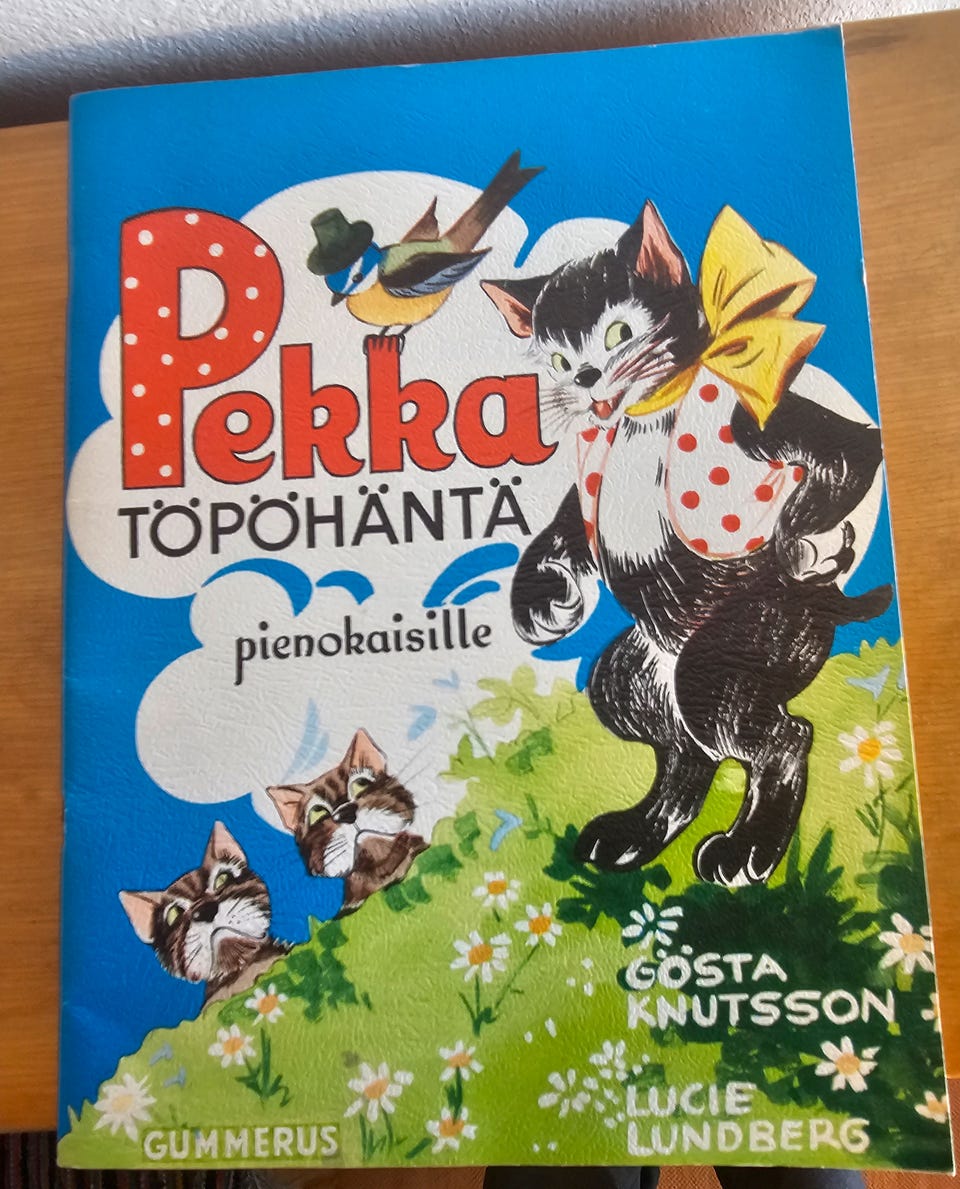 Pekka
TÖPÖHÄNTÄ
pienokaisille
GÖSTA
KNUTSSON
LUCIE
LUNDBERG
GUMMERUS